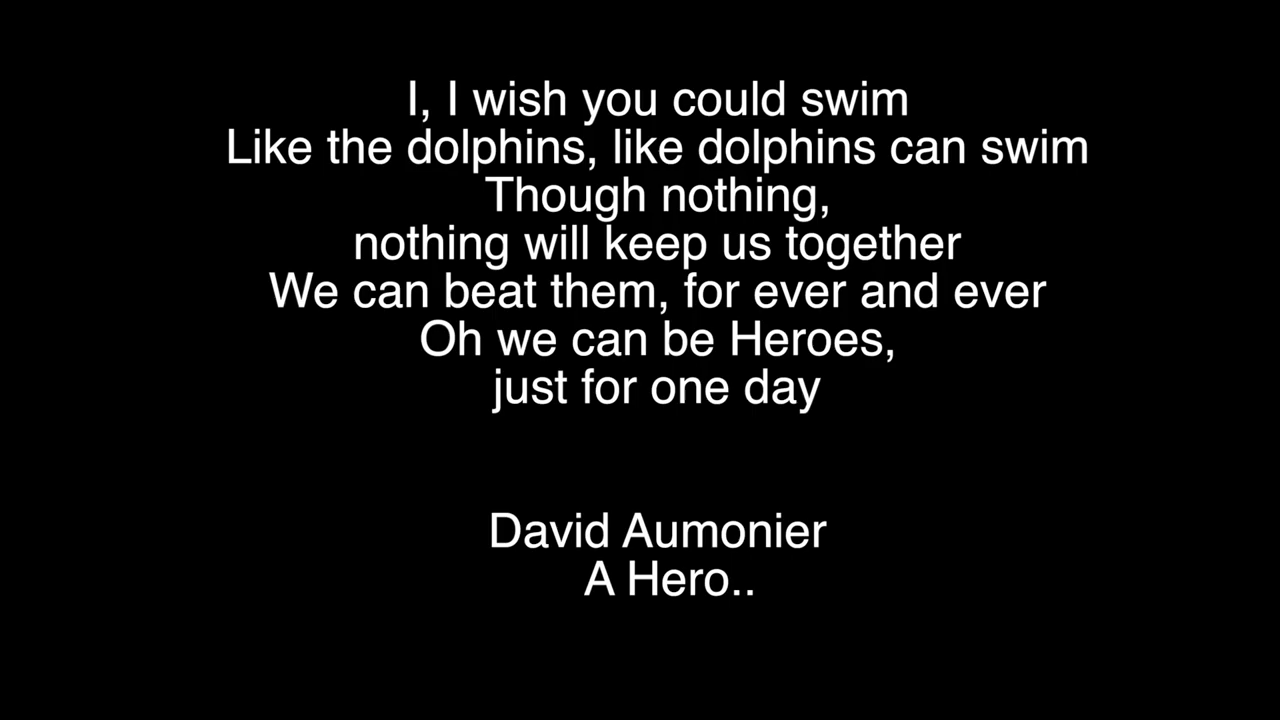 I, I wish you could swim
Like the dolphins, like dolphins can swim
Though nothing,
nothing will keep us together
We can beat them, for ever and ever
Oh we can be Heroes,
just for one day
David Aumonier
A Hero..